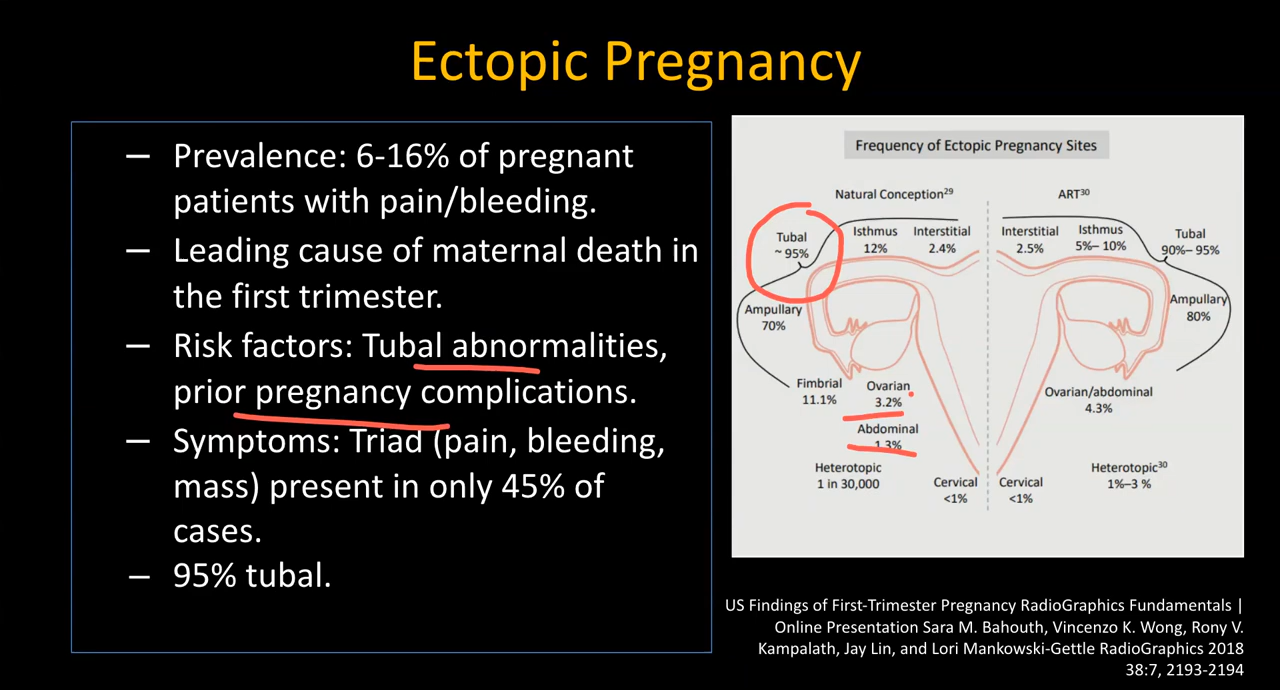 Ectopic Pregnancy
– Prevalence: 6-16% of pregnant
patients with pain/bleeding.
– Leading cause of maternal death in
the first trimester.
– Risk factors: Tubal abnormalities,
prior pregnancy complications.
– Symptoms: Triad (pain, bleeding,
mass) present in only 45% of
cases.
– 95% tubal.
Frequency of Ectopic Pregnancy Sites
Natural Conception²⁹
ART³⁰
Tubal
~ 95%
Isthmus
12%
Interstitial
2.4%
Interstitial
2.5%
Isthmus
5%– 10%
Tubal
90%– 95%
Ampullary
70%
Ampullary
80%
Fimbrial
11.1%
Ovarian
3.2%
Abdominal
1.3%
Ovarian/abdominal
4.3%
Heterotopic
1 in 30,000
Cervical
<1%
Cervical
<1%
Heterotopic³⁰
1%–3 %
US Findings of First-Trimester Pregnancy RadioGraphics Fundamentals |
Online Presentation Sara M. Bahouth, Vincenzo K. Wong, Rony V.
Kampalath, Jay Lin, and Lori Mankowski-Gettle RadioGraphics 2018
38:7, 2193-2194